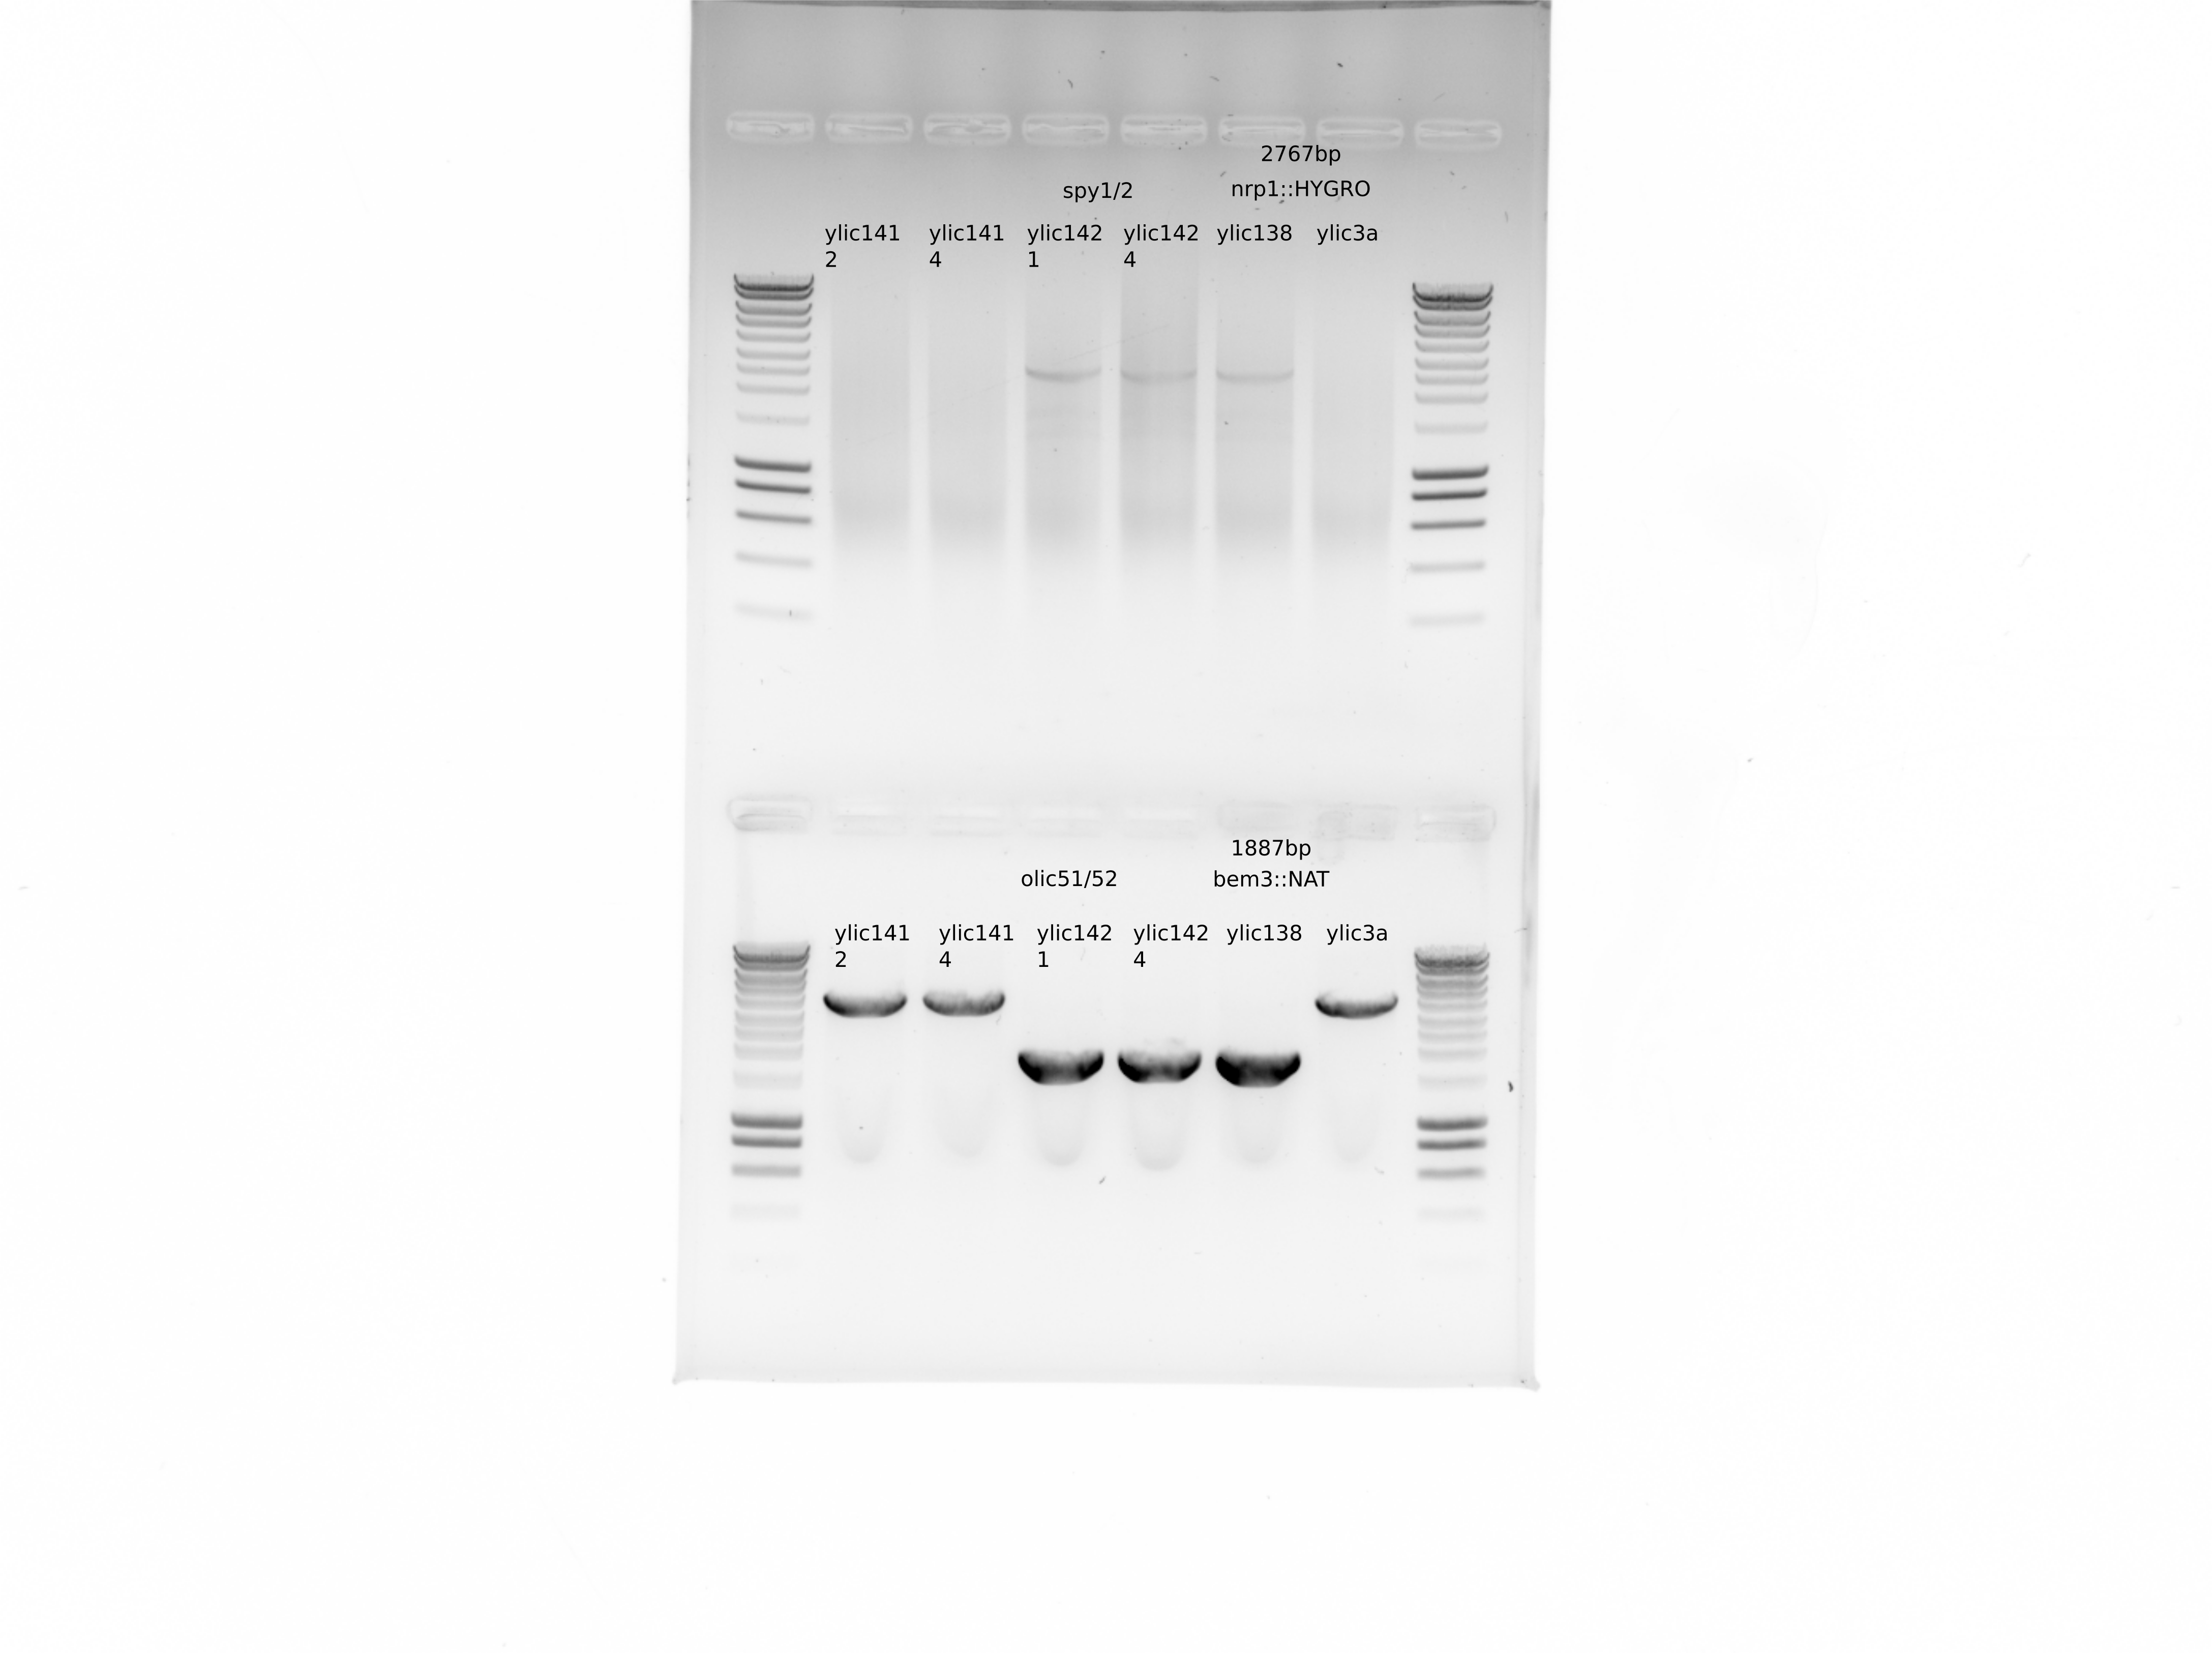 2767bp
spy1/2 nrp1::HYGRO
ylic141 ylic141 ylic142 ylic142 ylic138 ylic3a
2 4 1 4
1887bp
olic51/52 bem3::NAT
ylic141 ylic141 ylic142 ylic142 ylic138 ylic3a
2 4 1 4